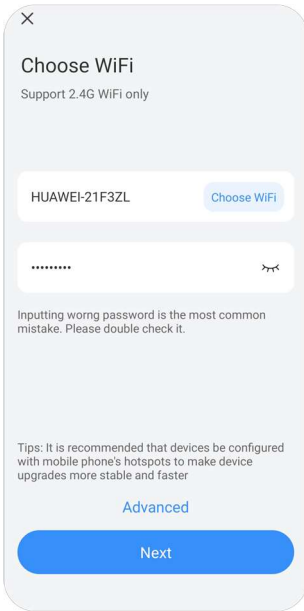 Choose WiFi
Support 2.4G WiFi only
HUAWEI-21F3ZL
Choose WiFi
•••••••••
Inputting worng password is the most common
mistake. Please double check it.
Tips: It is recommended that devices be configured
with mobile phone's hotspots to make device
upgrades more stable and faster
Advanced
Next